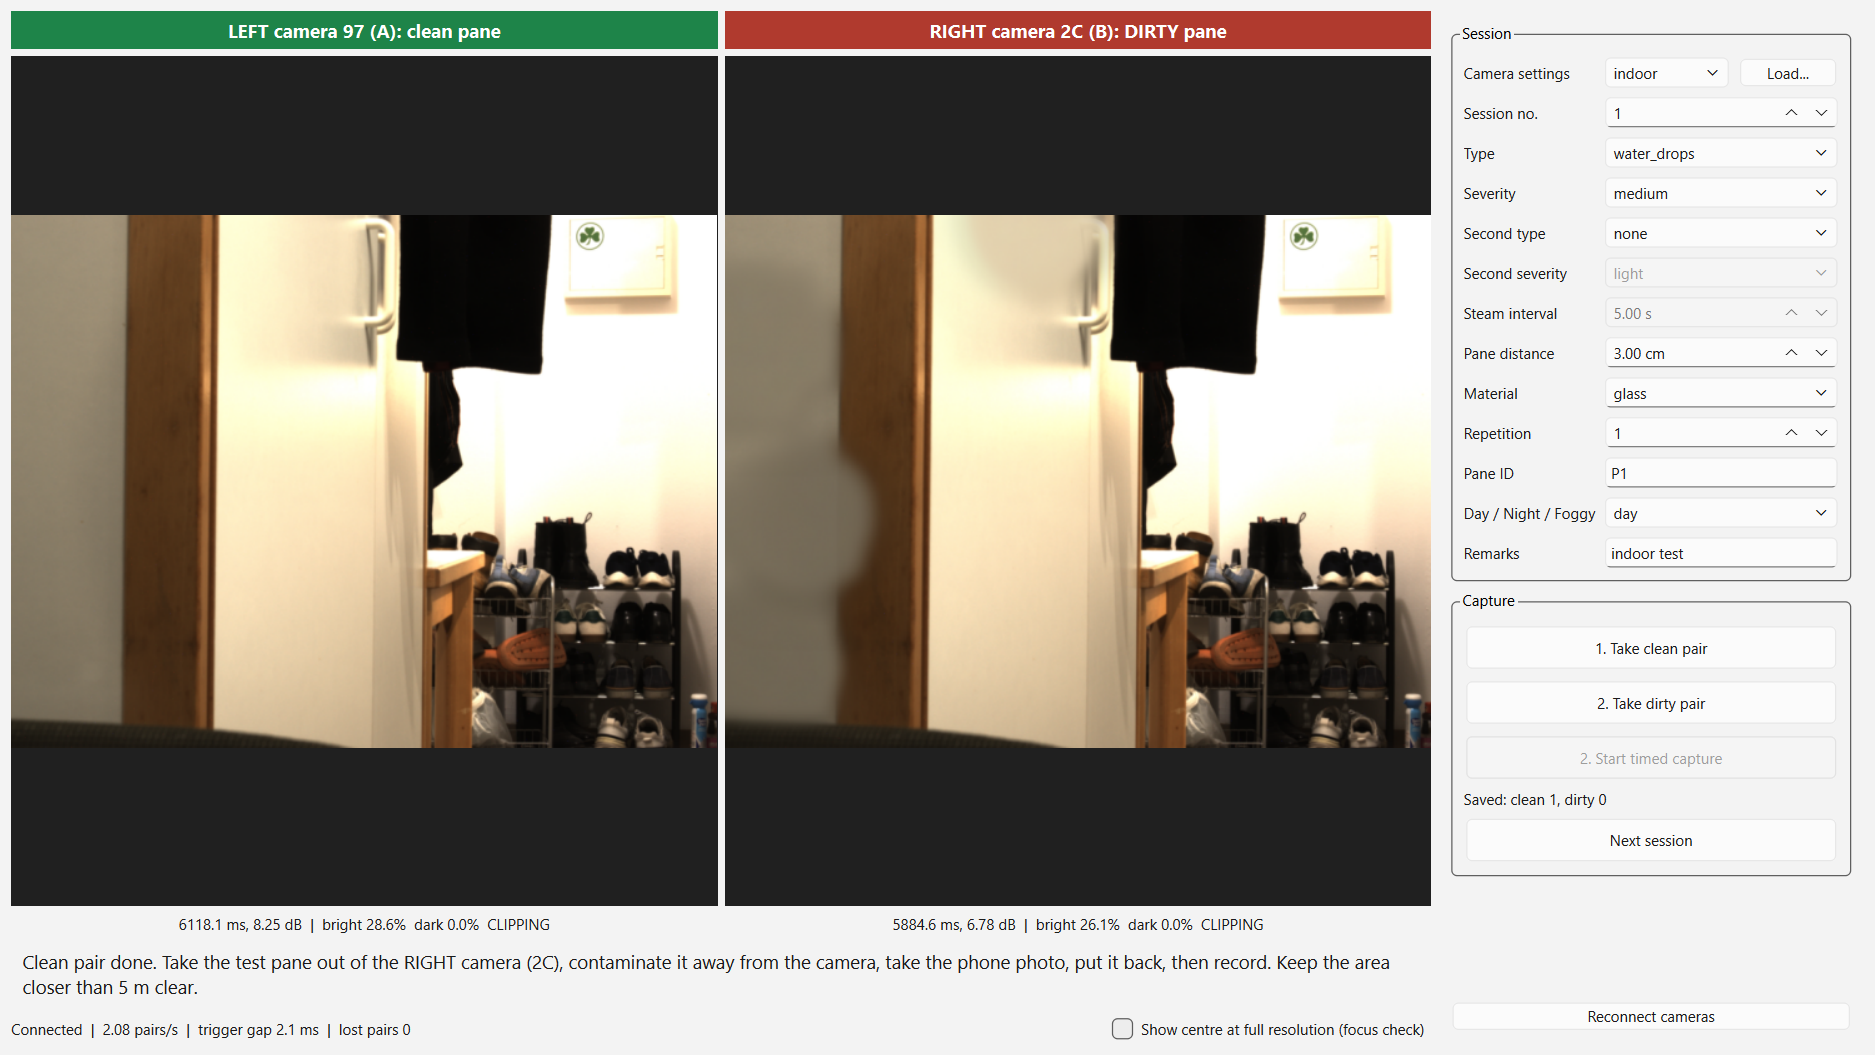 LEFT camera 97 (A): clean pane
RIGHT camera 2C (B): DIRTY pane
6118.1 ms, 8.25 dB | bright 28.6% dark 0.0% CLIPPING
5884.6 ms, 6.78 dB | bright 26.1% dark 0.0% CLIPPING
Clean pair done. Take the test pane out of the RIGHT camera (2C), contaminate it away from the camera, take the phone photo, put it back, then record. Keep the area
closer than 5 m clear.
Connected | 2.08 pairs/s | trigger gap 2.1 ms | lost pairs 0
Show centre at full resolution (focus check)
Session
Camera settings indoor Load...
Session no. 1
Type water_drops
Severity medium
Second type none
Second severity light
Steam interval 5.00 s
Pane distance 3.00 cm
Material glass
Repetition 1
Pane ID P1
Day / Night / Foggy day
Remarks indoor test
Capture
1. Take clean pair
2. Take dirty pair
2. Start timed capture
Saved: clean 1, dirty 0
Next session
Reconnect cameras